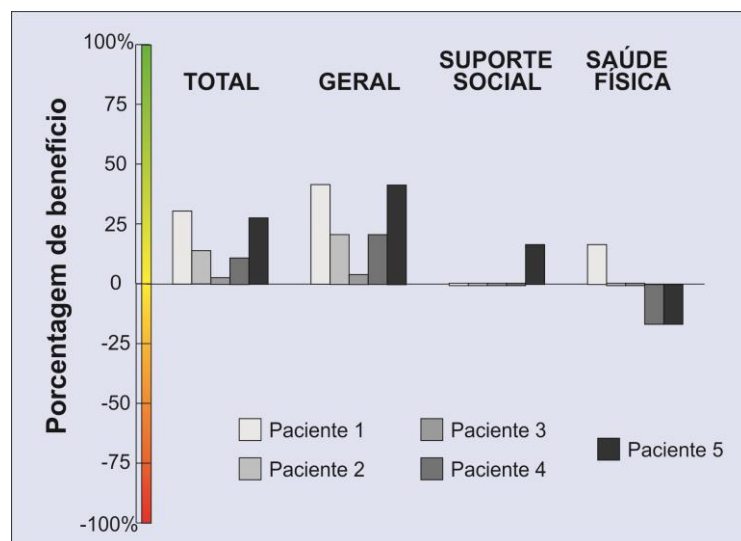 Porcentagem de benefício
100%
75
50
25
0
-25
-50
-75
-100%
TOTAL
GERAL
SUPORTE
SOCIAL
SAÚDE
FÍSICA
Paciente 1
Paciente 2
Paciente 3
Paciente 4
Paciente 5